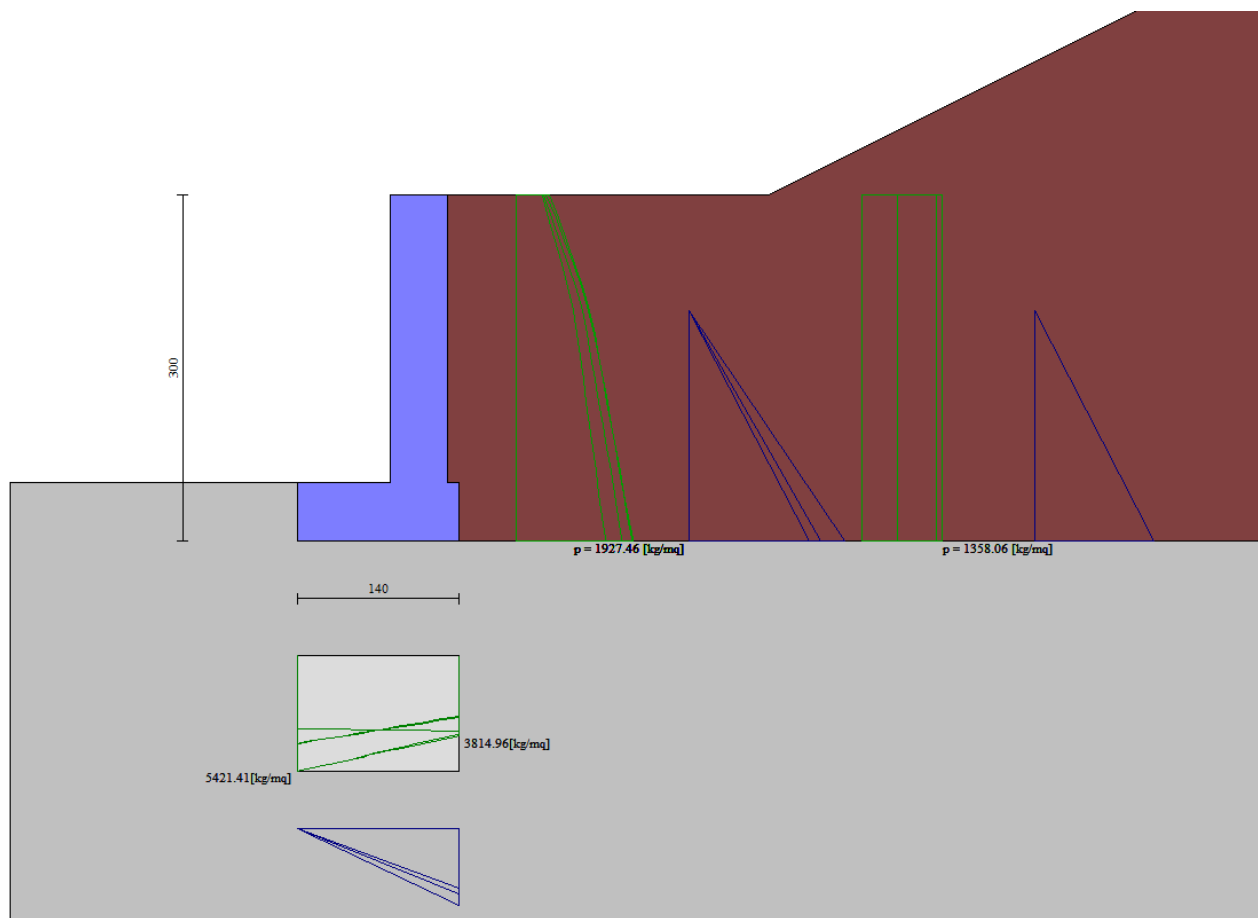 300
p = 1927.46 [kg/mq]
p = 1358.06 [kg/mq]
140
3814.96[kg/mq]
5421.41[kg/mq]